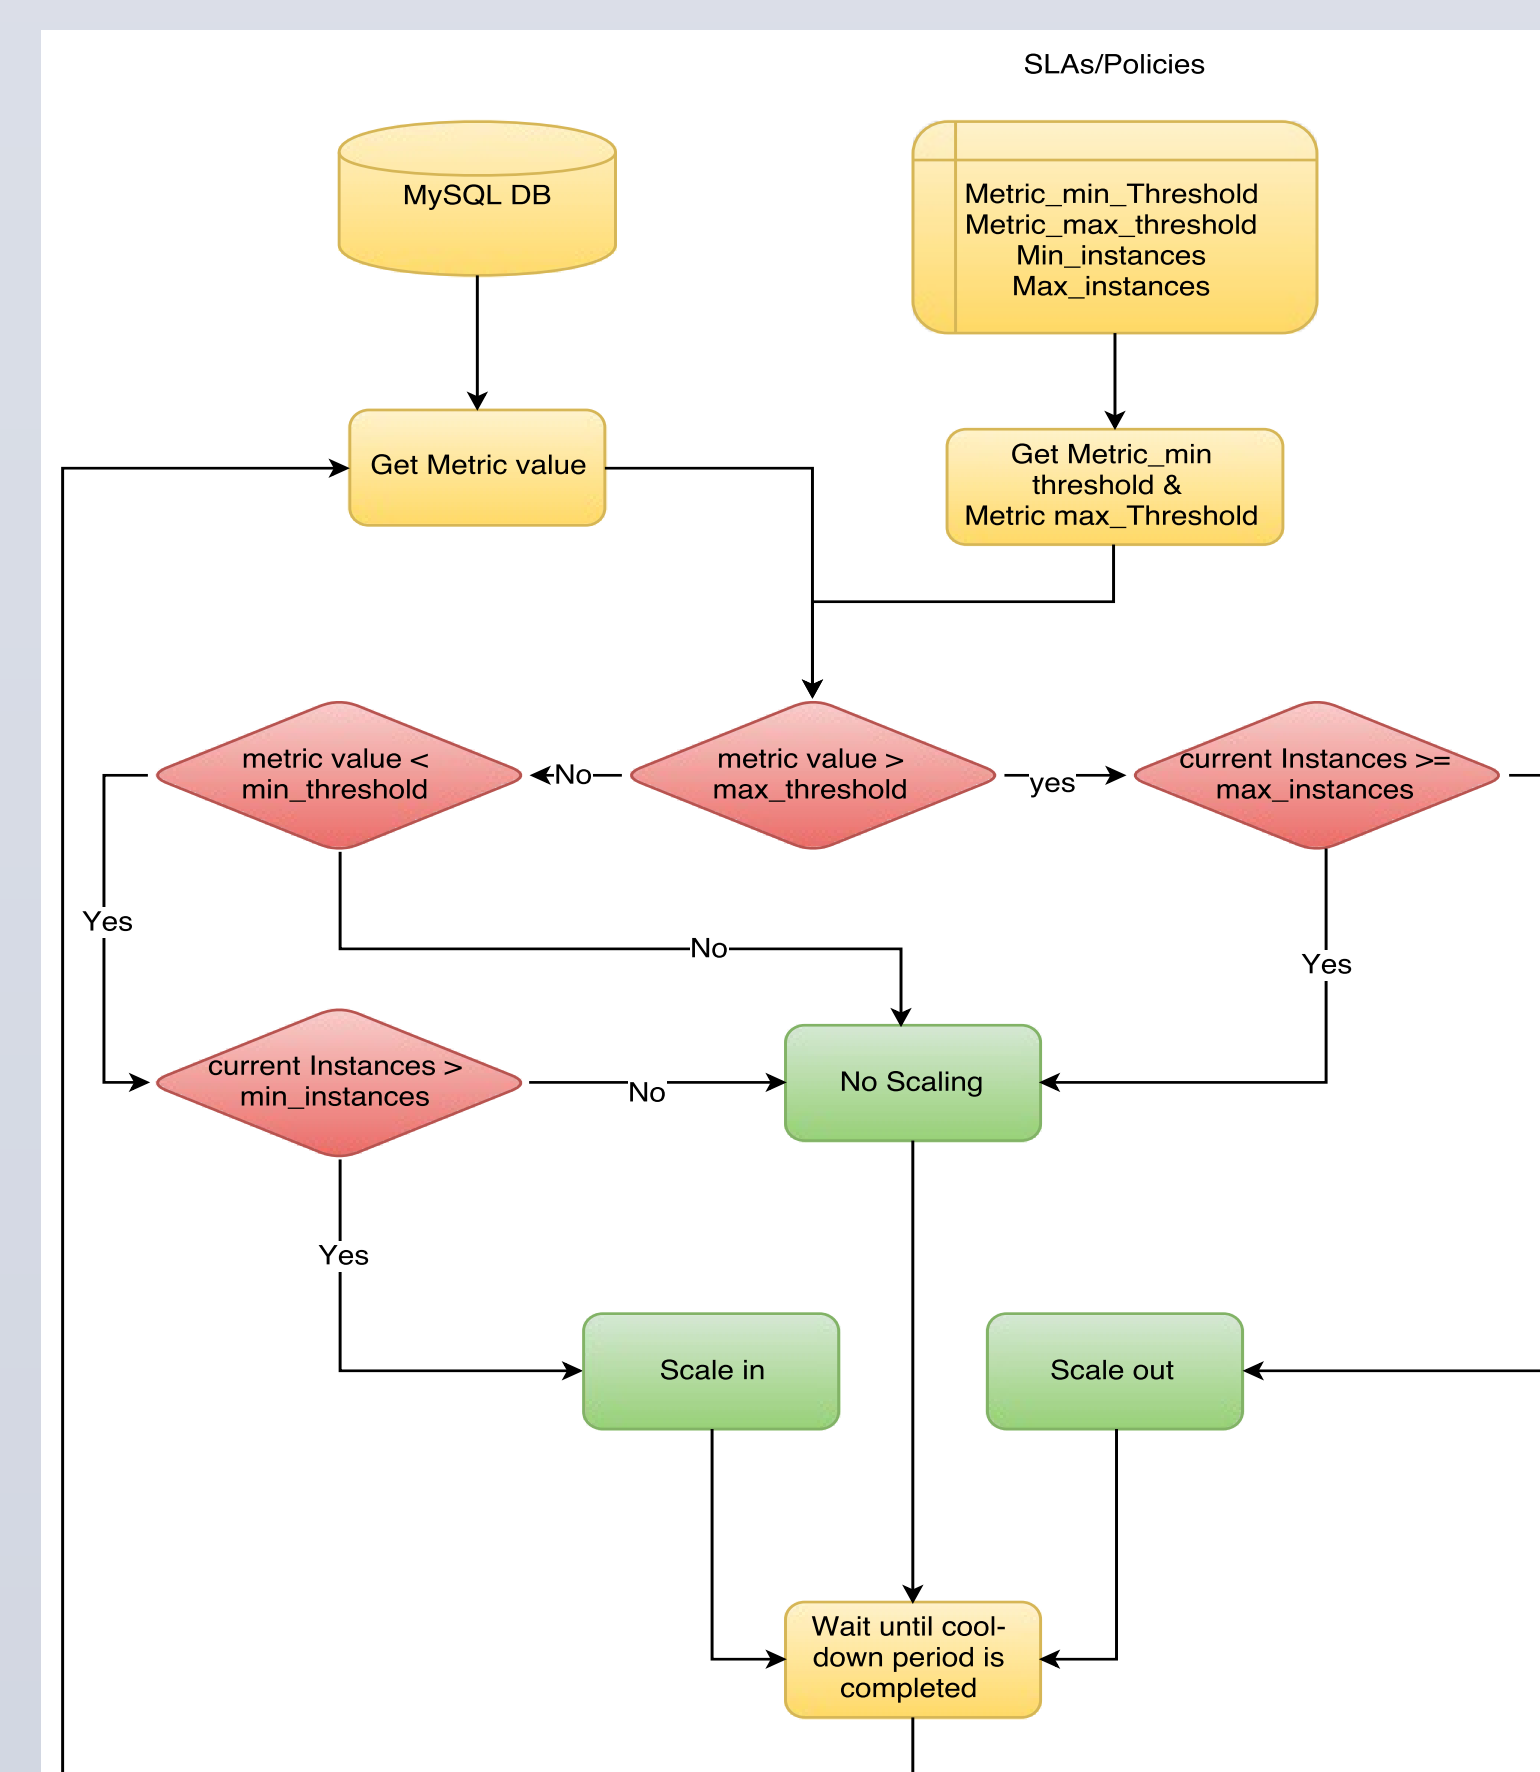 SLAs/Policies
MySQL DB
Metric_min_Threshold
Metric_max_threshold
Min_instances
Max_instances
Get Metric value
Get Metric_min
threshold &
Metric max_Threshold
metric value <
min_threshold
No
metric value >
max_threshold
yes
current Instances >=
max_instances
Yes
No
Yes
current Instances >
min_instances
No
No Scaling
Yes
Scale in
Scale out
Wait until cool-
down period is
completed